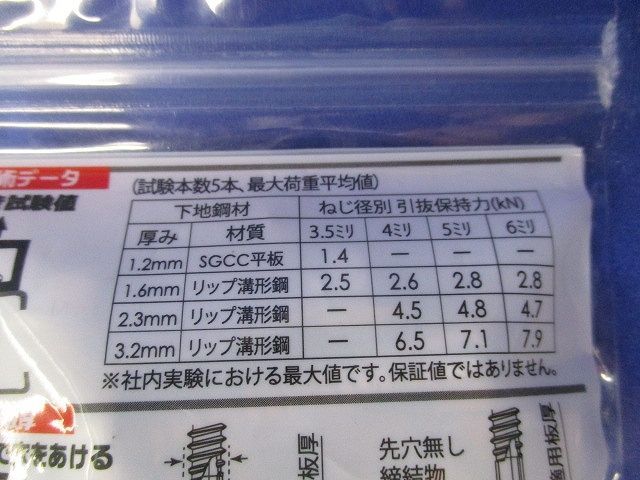 術データ
(試験本数5本、最大荷重平均値)
試験値
下地鋼材 ねじ径別 引抜保持力(kN)
厚み 材質 3.5ミリ 4ミリ 5ミリ 6ミリ
1.2mm SGCC平板 1.4 — — —
1.6mm リップ溝形鋼 2.5 2.6 2.8 2.8
2.3mm リップ溝形鋼 — 4.5 4.8 4.7
3.2mm リップ溝形鋼 — 6.5 7.1 7.9
※社内実験における最大値です。保証値ではありません。
で穴をあける
板厚
先穴無し
締結物
適用板厚